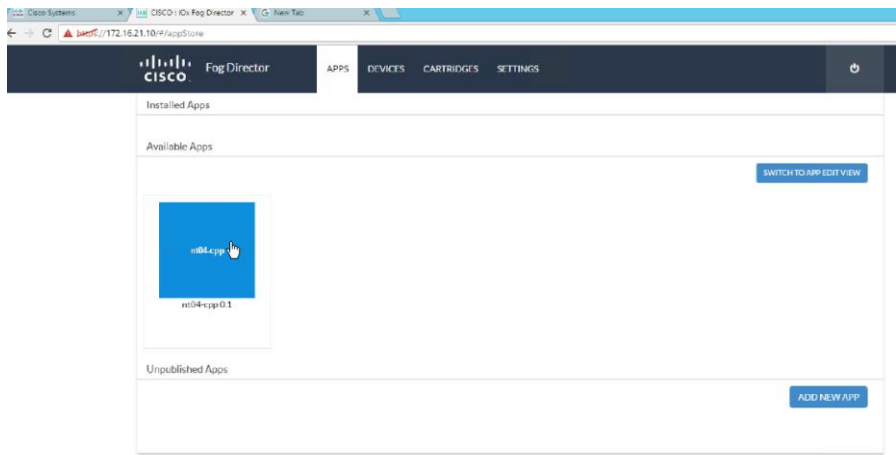 Cisco Systems
CISCO : IOx Fog Director
New Tab
https://172.16.21.10/#/appStore
CISCO Fog Director APPS DEVICES CARTRIDGES SETTINGS
Installed Apps
Available Apps
SWITCH TO APP EDIT VIEW
nt04-cpp
nt04-cpp 0.1
Unpublished Apps
ADD NEW APP